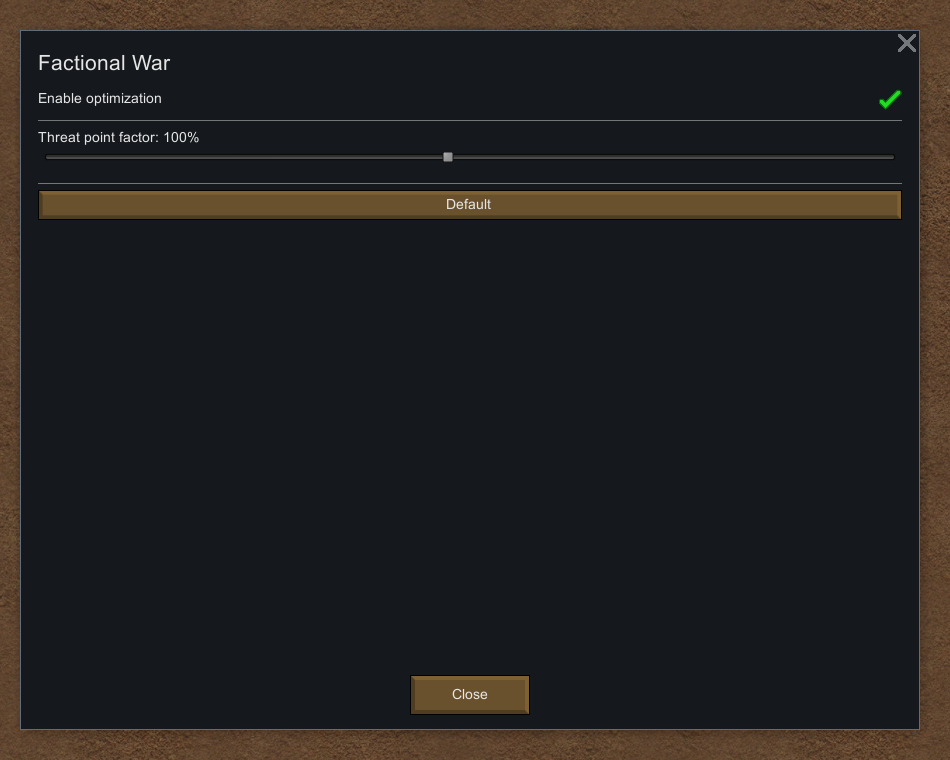 Factional War
Enable optimization
Threat point factor: 100%
Default
Close